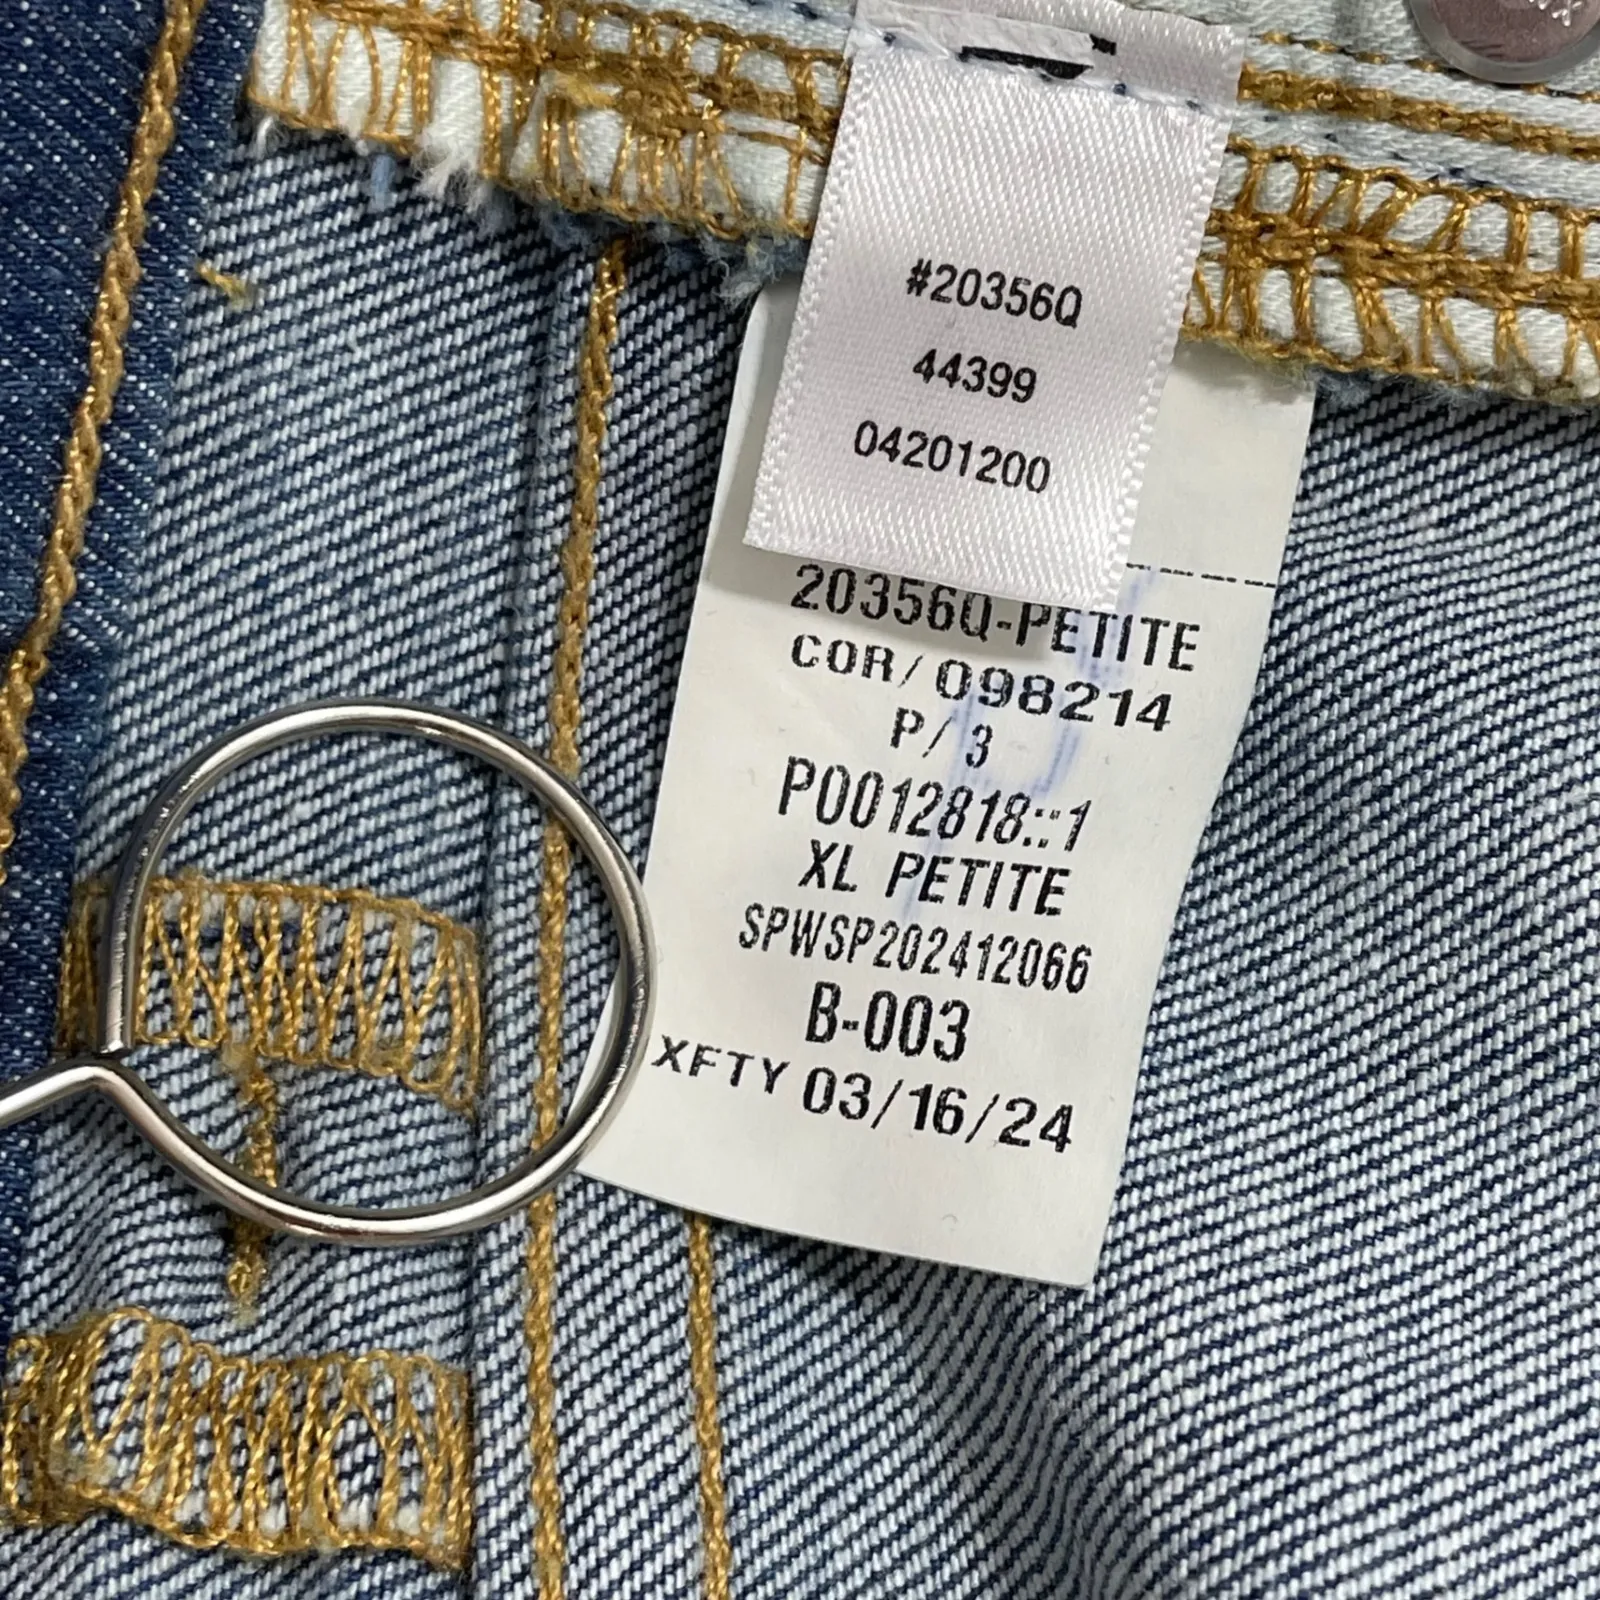 #20356Q
44399
04201200
20356Q-PETITE
COR/098214
P/3
P0012818::1
XL PETITE
SPWSP202412066
B-003
XFTY 03/16/24